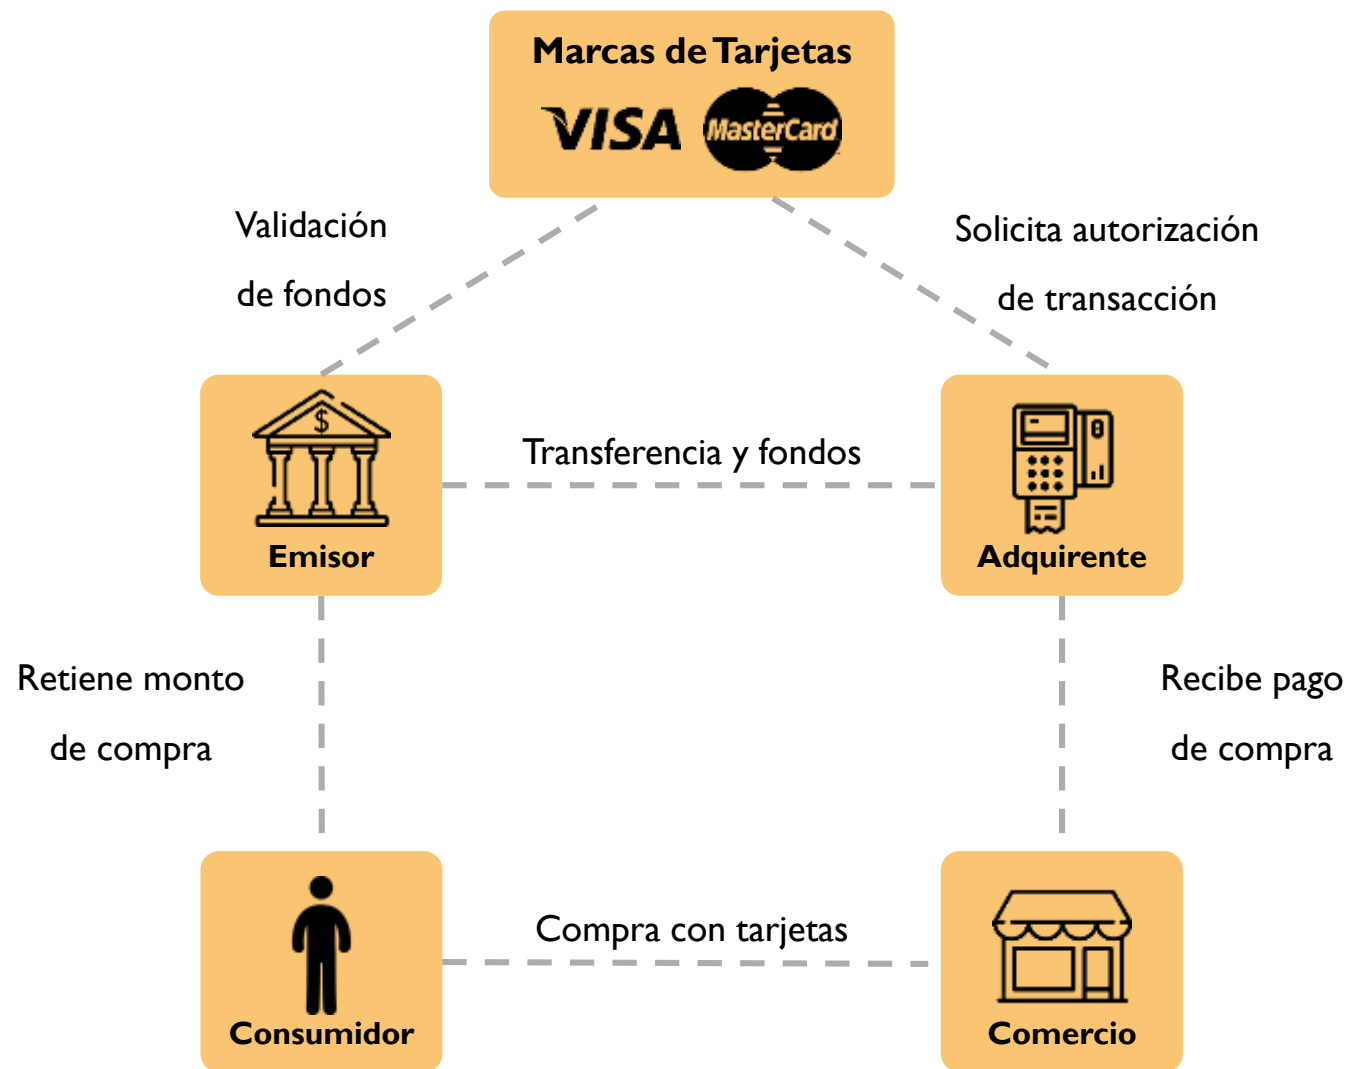 Marcas de Tarjetas
VISA MasterCard
Validación
de fondos
Solicita autorización
de transacción
$
Transferencia y fondos
Emisor
Adquirente
Retiene monto
de compra
Recibe pago
de compra
Compra con tarjetas
Consumidor
Comercio